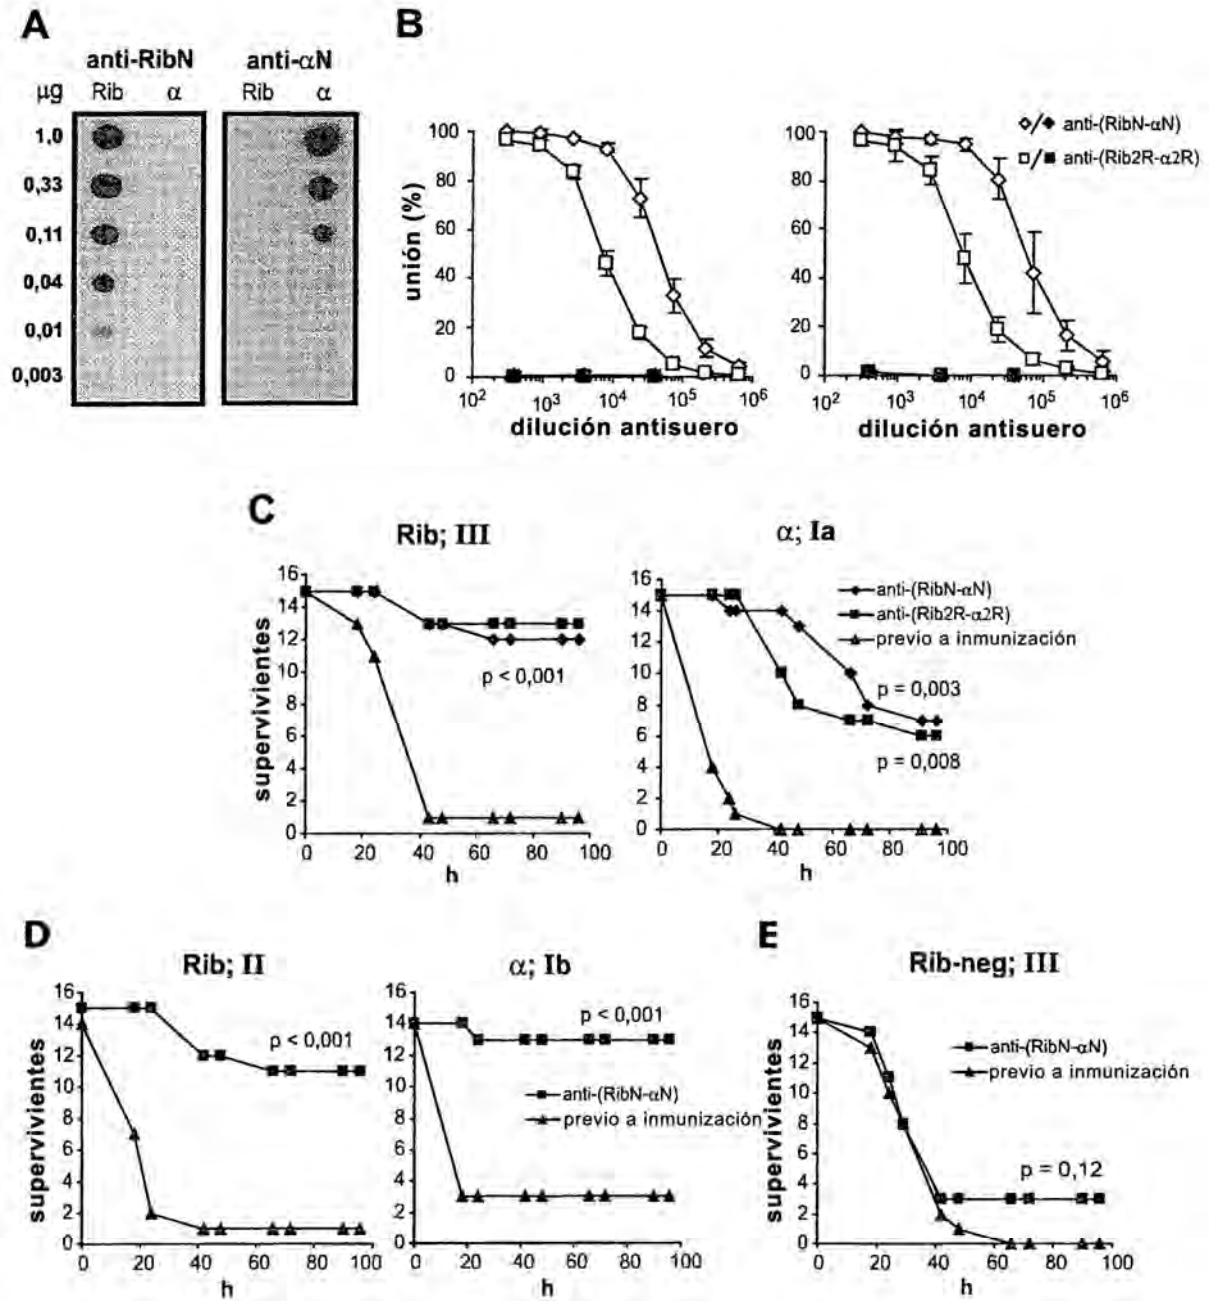 A
anti-RibN anti-αN
µg Rib α Rib α
1,0
0,33
0,11
0,04
0,01
0,003
B
unión (%)
100
80
60
40
20
0
10² 10³ 10⁴ 10⁵ 10⁶
dilución antisuero
100
80
60
40
20
0
10² 10³ 10⁴ 10⁵ 10⁶
dilución antisuero
◇/◆ anti-(RibN-αN)
□/■ anti-(Rib2R-α2R)
C
Rib; III
supervivientes
16
14
12
10
8
6
4
2
0
p < 0,001
0 20 40 60 80 100
h
α; Ia
16
14
12
10
8
6
4
2
0
anti-(RibN-αN)
anti-(Rib2R-α2R)
previo a inmunización
p = 0,003
p = 0,008
0 20 40 60 80 100
h
D
Rib; II
supervivientes
16
14
12
10
8
6
4
2
0
p < 0,001
0 20 40 60 80 100
h
α; Ib
16
14
12
10
8
6
4
2
0
p < 0,001
anti-(RibN-αN)
previo a inmunización
0 20 40 60 80 100
h
E
Rib-neg; III
supervivientes
16
14
12
10
8
6
4
2
0
anti-(RibN-αN)
previo a inmunización
p = 0,12
0 20 40 60 80 100
h